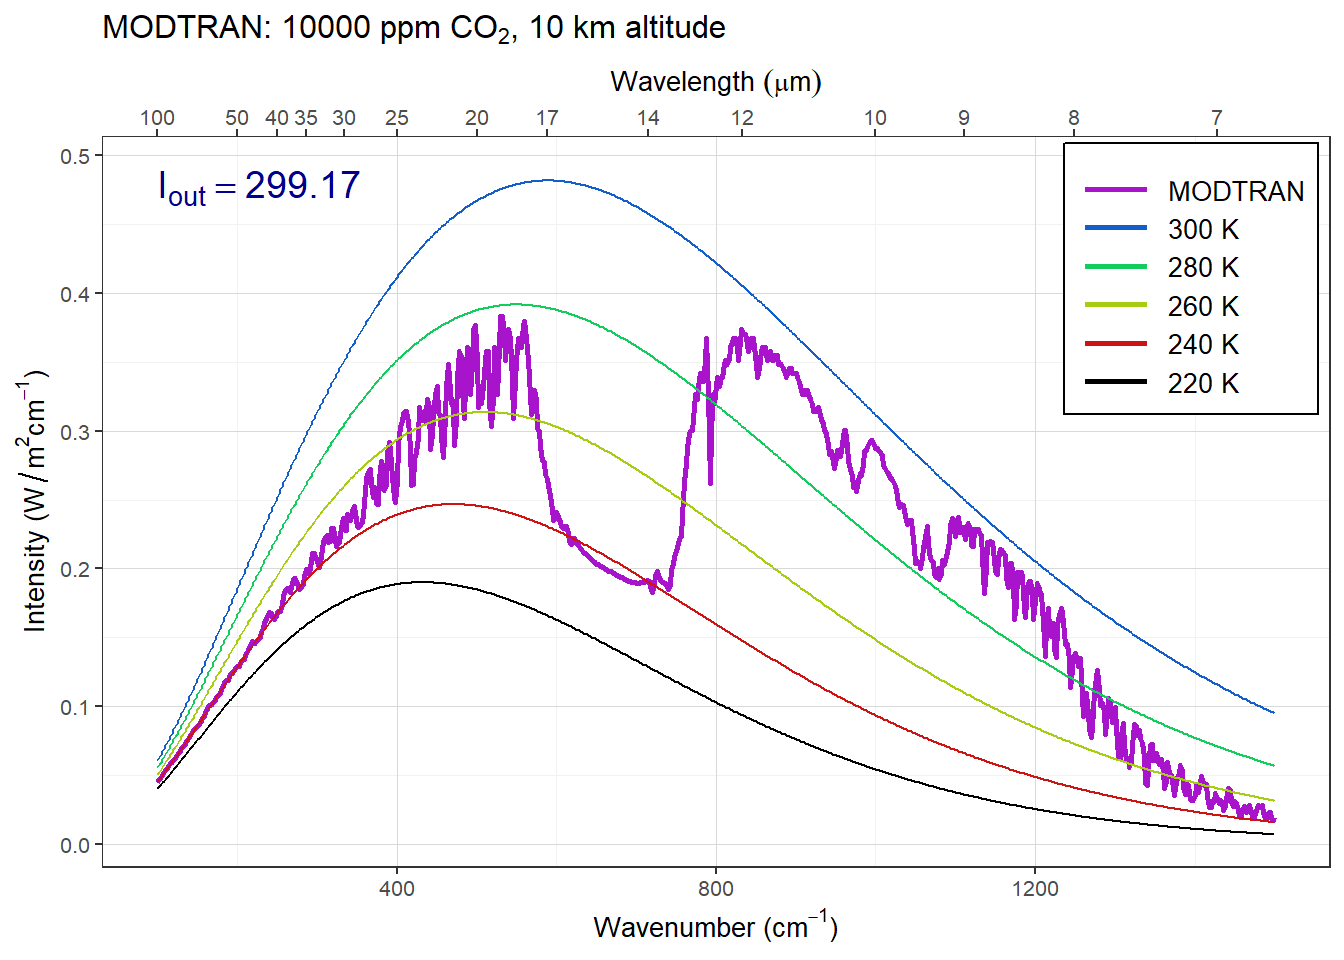 MODTRAN: 10000 ppm CO₂, 10 km altitude
Wavelength (μm)
100 50 40 35 30 25 20 17 14 12 10 9 8 7
I_out = 299.17
MODTRAN
300 K
280 K
260 K
240 K
220 K
0.5
0.4
0.3
0.2
0.1
0.0
Intensity (W / m² cm⁻¹)
400 800 1200
Wavenumber (cm⁻¹)